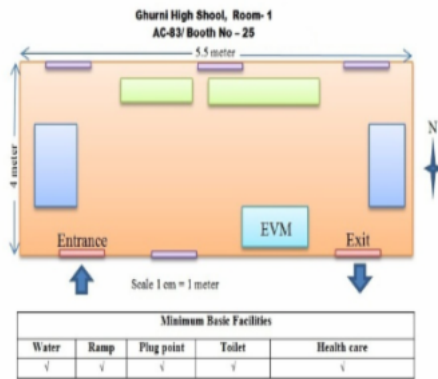 Ghurni High Shool, Room- 1
AC-83/ Booth No – 25
5.5 meter
4 meter
N
Entrance
EVM
Exit
Scale 1 cm = 1 meter
Minimum Basic Facilities
Water Ramp Plug point Toilet Health care
√ √ √ √ √